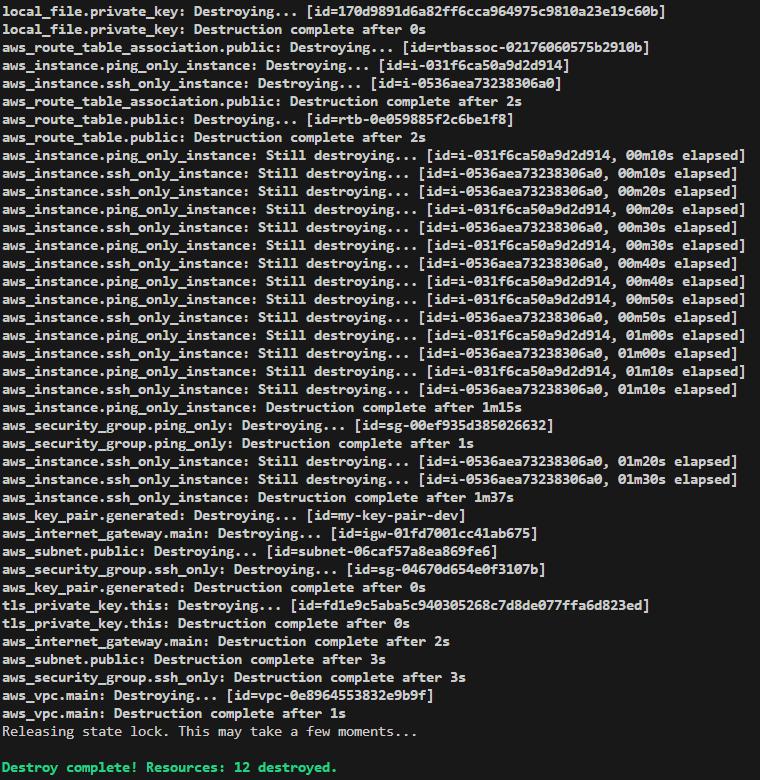 local_file.private_key: Destroying... [id=170d9891d6a82ff6cca964975c9810a23e19c60b]
local_file.private_key: Destruction complete after 0s
aws_route_table_association.public: Destroying... [id=rtbassoc-02176060575b2910b]
aws_instance.ping_only_instance: Destroying... [id=i-031f6ca50a9d2d914]
aws_instance.ssh_only_instance: Destroying... [id=i-0536aea73238306a0]
aws_route_table_association.public: Destruction complete after 2s
aws_route_table.public: Destroying... [id=rtb-0e059885f2c6be1f8]
aws_route_table.public: Destruction complete after 2s
aws_instance.ping_only_instance: Still destroying... [id=i-031f6ca50a9d2d914, 00m10s elapsed]
aws_instance.ssh_only_instance: Still destroying... [id=i-0536aea73238306a0, 00m10s elapsed]
aws_instance.ssh_only_instance: Still destroying... [id=i-0536aea73238306a0, 00m20s elapsed]
aws_instance.ping_only_instance: Still destroying... [id=i-031f6ca50a9d2d914, 00m20s elapsed]
aws_instance.ssh_only_instance: Still destroying... [id=i-0536aea73238306a0, 00m30s elapsed]
aws_instance.ping_only_instance: Still destroying... [id=i-031f6ca50a9d2d914, 00m30s elapsed]
aws_instance.ssh_only_instance: Still destroying... [id=i-0536aea73238306a0, 00m40s elapsed]
aws_instance.ping_only_instance: Still destroying... [id=i-031f6ca50a9d2d914, 00m40s elapsed]
aws_instance.ping_only_instance: Still destroying... [id=i-031f6ca50a9d2d914, 00m50s elapsed]
aws_instance.ssh_only_instance: Still destroying... [id=i-0536aea73238306a0, 00m50s elapsed]
aws_instance.ping_only_instance: Still destroying... [id=i-031f6ca50a9d2d914, 01m00s elapsed]
aws_instance.ssh_only_instance: Still destroying... [id=i-0536aea73238306a0, 01m00s elapsed]
aws_instance.ping_only_instance: Still destroying... [id=i-031f6ca50a9d2d914, 01m10s elapsed]
aws_instance.ssh_only_instance: Still destroying... [id=i-0536aea73238306a0, 01m10s elapsed]
aws_instance.ping_only_instance: Destruction complete after 1m15s
aws_security_group.ping_only: Destroying... [id=sg-00ef935d385026632]
aws_security_group.ping_only: Destruction complete after 1s
aws_instance.ssh_only_instance: Still destroying... [id=i-0536aea73238306a0, 01m20s elapsed]
aws_instance.ssh_only_instance: Still destroying... [id=i-0536aea73238306a0, 01m30s elapsed]
aws_instance.ssh_only_instance: Destruction complete after 1m37s
aws_key_pair.generated: Destroying... [id=my-key-pair-dev]
aws_internet_gateway.main: Destroying... [id=igw-01fd7001cc41ab675]
aws_subnet.public: Destroying... [id=subnet-06caf57a8ea869fe6]
aws_security_group.ssh_only: Destroying... [id=sg-04670d654e0f3107b]
aws_key_pair.generated: Destruction complete after 0s
tls_private_key.this: Destroying... [id=fd1e9c5aba5c940305268c7d8de077ffa6d823ed]
tls_private_key.this: Destruction complete after 0s
aws_internet_gateway.main: Destruction complete after 2s
aws_subnet.public: Destruction complete after 3s
aws_security_group.ssh_only: Destruction complete after 3s
aws_vpc.main: Destroying... [id=vpc-0e8964553832e9b9f]
aws_vpc.main: Destruction complete after 1s
Releasing state lock. This may take a few moments...
Destroy complete! Resources: 12 destroyed.